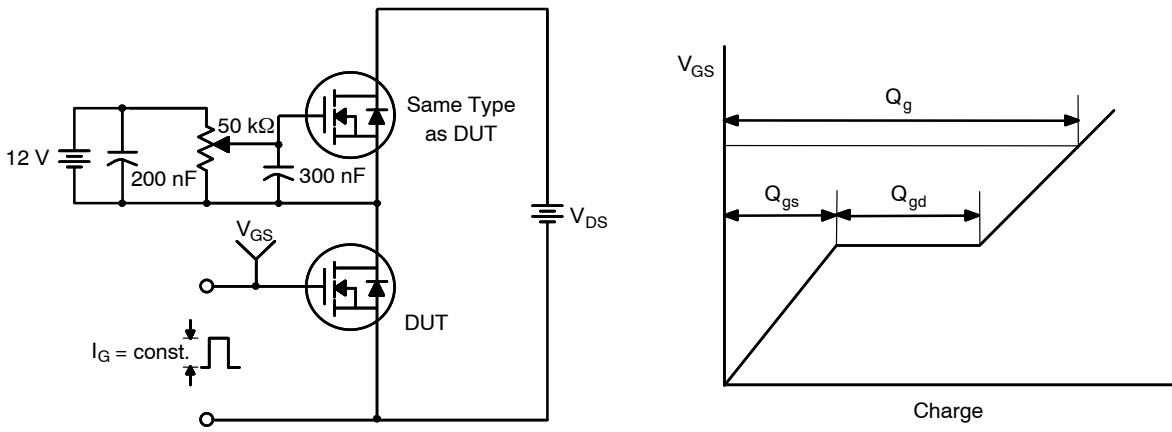 12 V
200 nF
50 kΩ
300 nF
Same Type
as DUT
V_DS
V_GS
DUT
I_G = const.
V_GS
Q_g
Q_gs
Q_gd
Charge